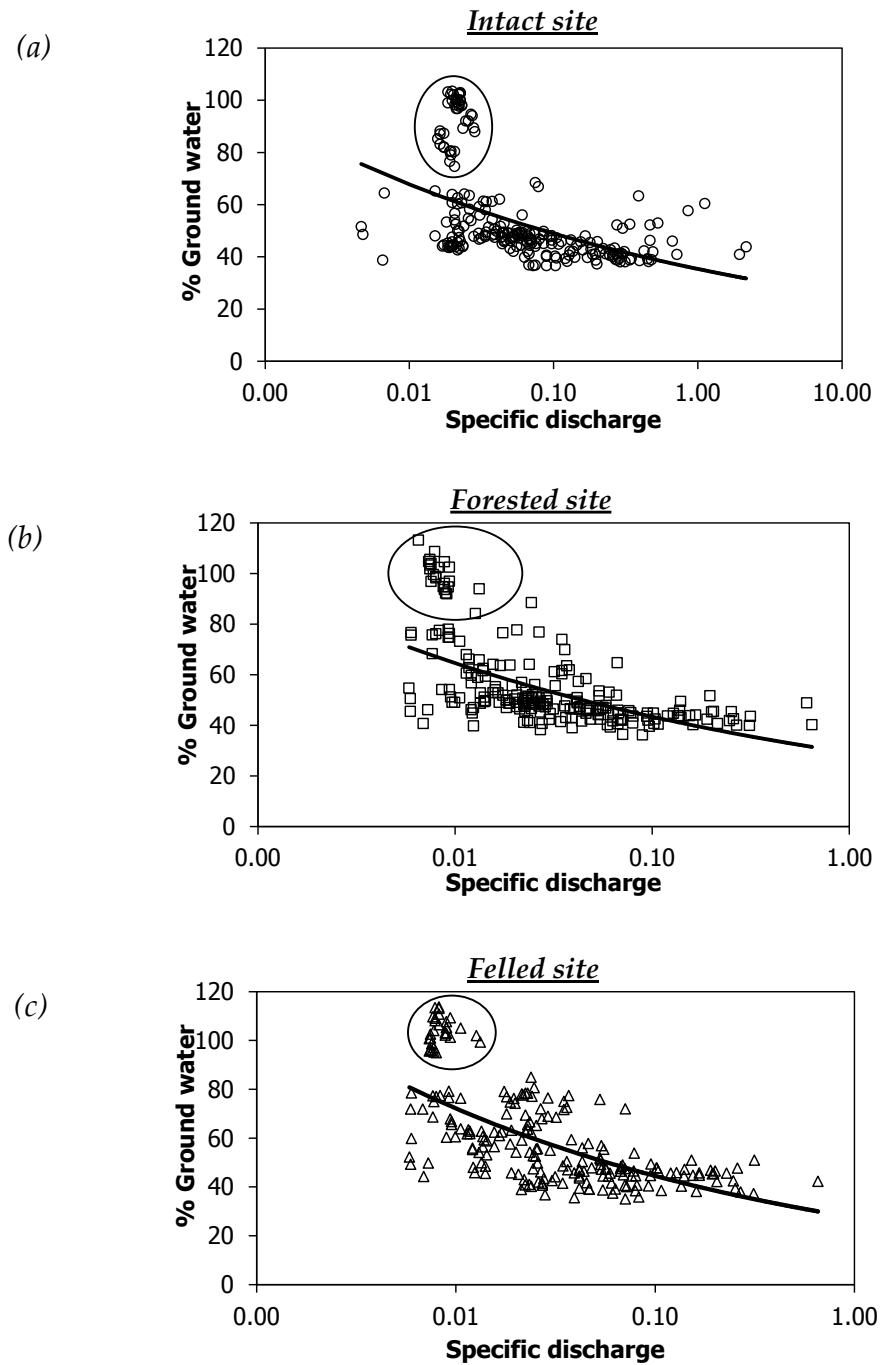 (a)
Intact site
120
100
80
60
40
20
0
% Ground water
0.00 0.01 0.10 1.00 10.00
Specific discharge
(b)
Forested site
120
100
80
60
40
20
0
% Ground water
0.00 0.01 0.10 1.00
Specific discharge
(c)
Felled site
120
100
80
60
40
20
0
% Ground water
0.00 0.01 0.10 1.00
Specific discharge